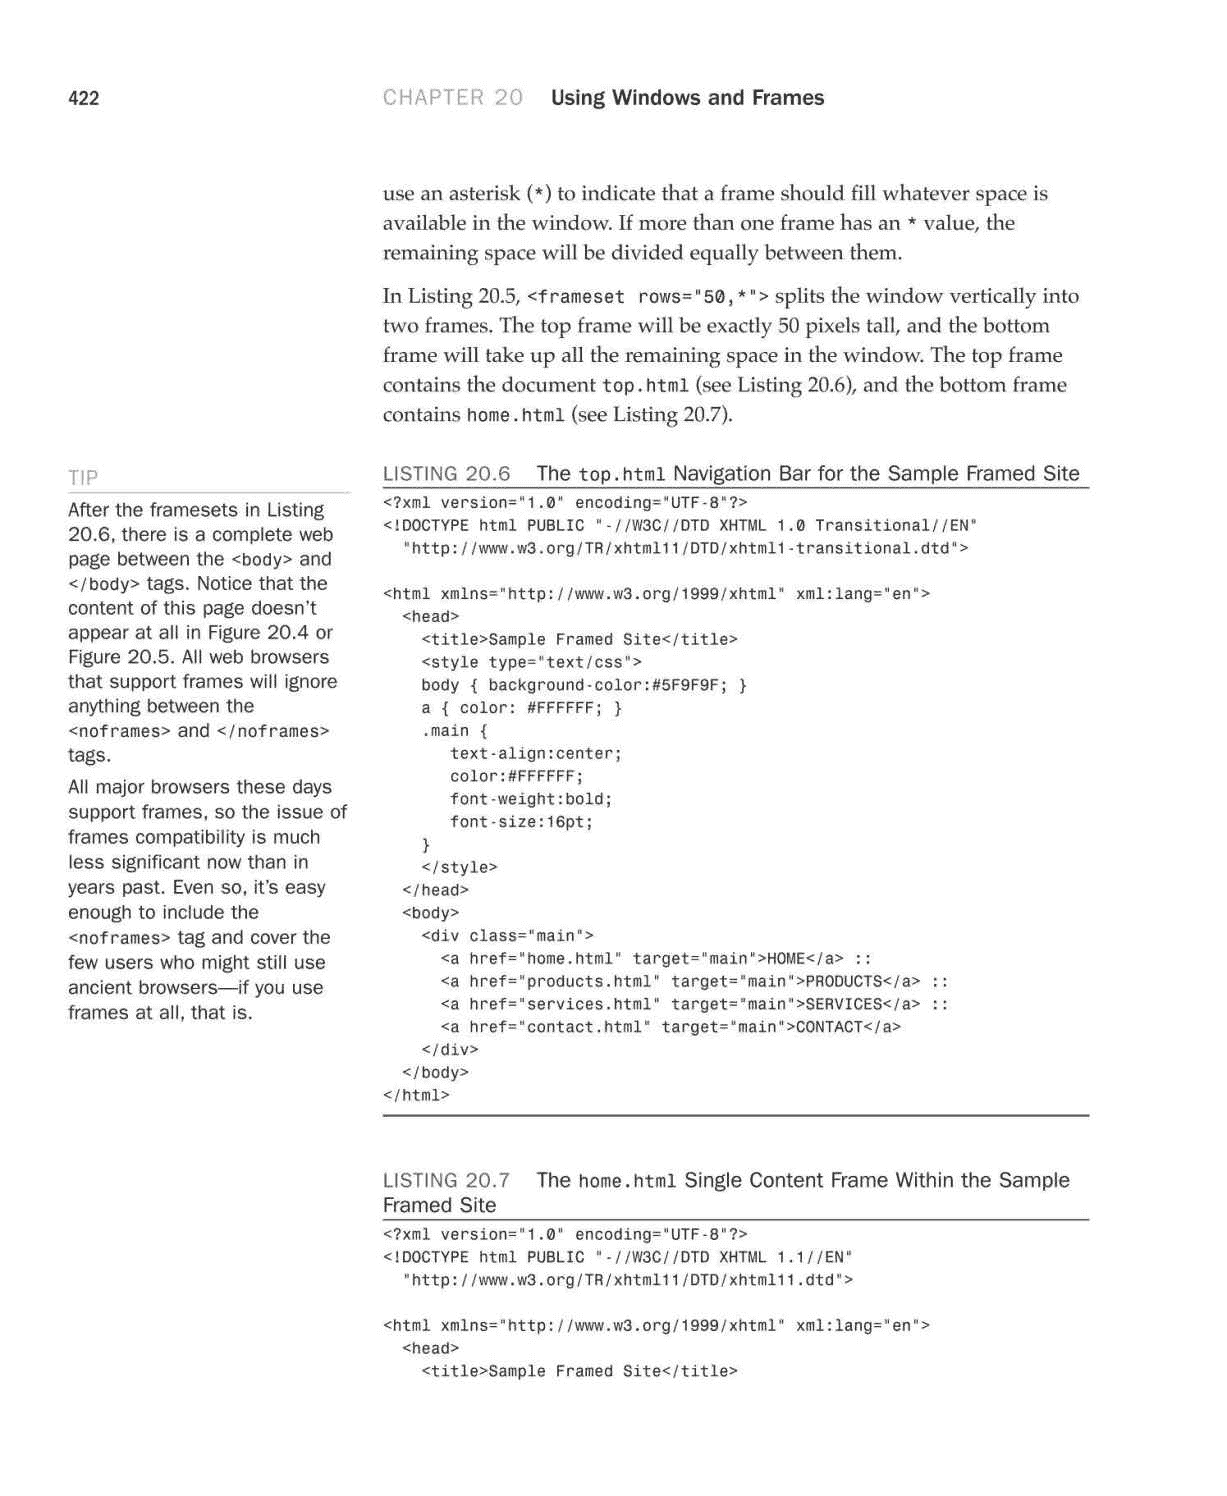 422
CHAPTER 20 Using Windows and Frames
use an asterisk (*) to indicate that a frame should fill whatever space is
available in the window. If more than one frame has an * value, the
remaining space will be divided equally between them.
In Listing 20.5, <frameset rows="50,*"> splits the window vertically into
two frames. The top frame will be exactly 50 pixels tall, and the bottom
frame will take up all the remaining space in the window. The top frame
contains the document top.html (see Listing 20.6), and the bottom frame
contains home.html (see Listing 20.7).
TIP
After the framesets in Listing
20.6, there is a complete web
page between the <body> and
</body> tags. Notice that the
content of this page doesn't
appear at all in Figure 20.4 or
Figure 20.5. All web browsers
that support frames will ignore
anything between the
<noframes> and </noframes>
tags.
All major browsers these days
support frames, so the issue of
frames compatibility is much
less significant now than in
years past. Even so, it's easy
enough to include the
<noframes> tag and cover the
few users who might still use
ancient browsers—if you use
frames at all, that is.
LISTING 20.6 The top.html Navigation Bar for the Sample Framed Site
<?xml version="1.0" encoding="UTF-8"?>
<!DOCTYPE html PUBLIC "-//W3C//DTD XHTML 1.0 Transitional//EN"
  "http://www.w3.org/TR/xhtml11/DTD/xhtml1-transitional.dtd">
<html xmlns="http://www.w3.org/1999/xhtml" xml:lang="en">
  <head>
    <title>Sample Framed Site</title>
    <style type="text/css">
    body { background-color:#5F9F9F; }
    a { color: #FFFFFF; }
    .main {
       text-align:center;
       color:#FFFFFF;
       font-weight:bold;
       font-size:16pt;
    }
    </style>
  </head>
  <body>
    <div class="main">
      <a href="home.html" target="main">HOME</a> ::
      <a href="products.html" target="main">PRODUCTS</a> ::
      <a href="services.html" target="main">SERVICES</a> ::
      <a href="contact.html" target="main">CONTACT</a>
    </div>
  </body>
</html>
LISTING 20.7 The home.html Single Content Frame Within the Sample
Framed Site
<?xml version="1.0" encoding="UTF-8"?>
<!DOCTYPE html PUBLIC "-//W3C//DTD XHTML 1.1//EN"
  "http://www.w3.org/TR/xhtml11/DTD/xhtml11.dtd">
<html xmlns="http://www.w3.org/1999/xhtml" xml:lang="en">
  <head>
    <title>Sample Framed Site</title>